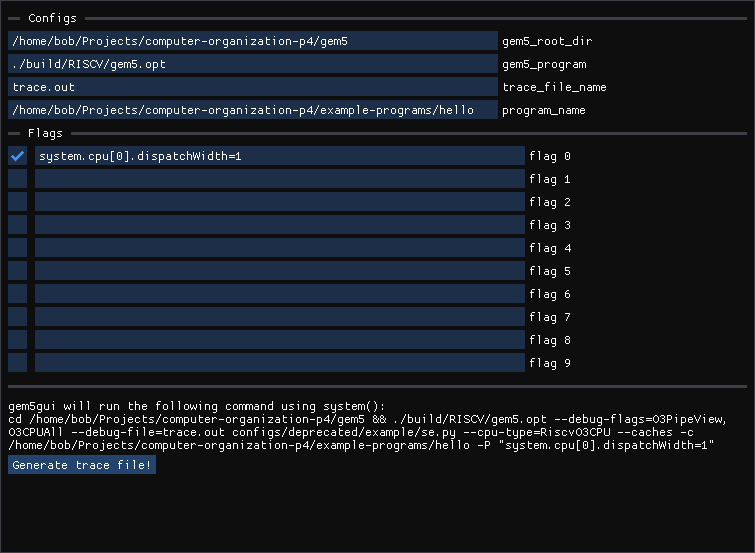 Configs
/home/bob/Projects/computer-organization-p4/gem5 gem5_root_dir
./build/RISCV/gem5.opt gem5_program
trace.out trace_file_name
/home/bob/Projects/computer-organization-p4/example-programs/hello program_name
Flags
system.cpu[0].dispatchWidth=1 flag 0
flag 1
flag 2
flag 3
flag 4
flag 5
flag 6
flag 7
flag 8
flag 9
gem5gui will run the following command using system():
cd /home/bob/Projects/computer-organization-p4/gem5 && ./build/RISCV/gem5.opt --debug-flags=O3PipeView,
O3CPUAll --debug-file=trace.out configs/deprecated/example/se.py --cpu-type=RiscvO3CPU --caches -c
/home/bob/Projects/computer-organization-p4/example-programs/hello -P "system.cpu[0].dispatchWidth=1"
Generate trace file!